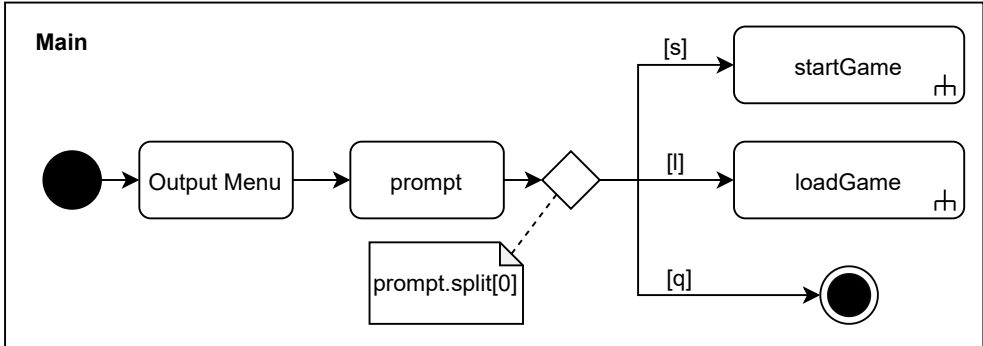 Main
[s]
startGame
Output Menu
prompt
[l]
loadGame
prompt.split[0]
[q]